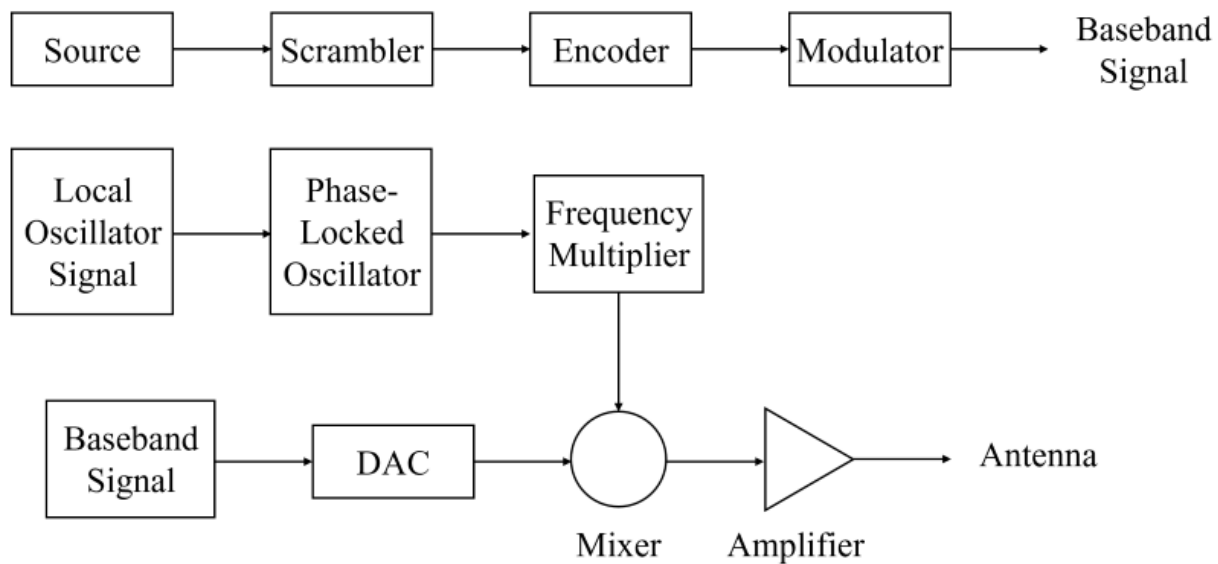 Source
Scrambler
Encoder
Modulator
Baseband
Signal
Local
Oscillator
Signal
Phase-
Locked
Oscillator
Frequency
Multiplier
Baseband
Signal
DAC
Mixer
Amplifier
Antenna